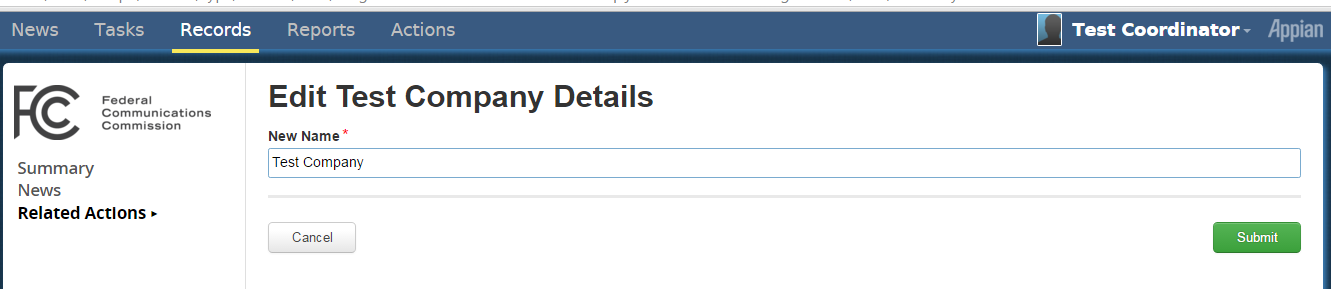 News Tasks Records Reports Actions Test Coordinator Appian
FCC Federal
Communications
Commission
Summary
News
Related Actions
Edit Test Company Details
New Name *
Test Company
Cancel Submit